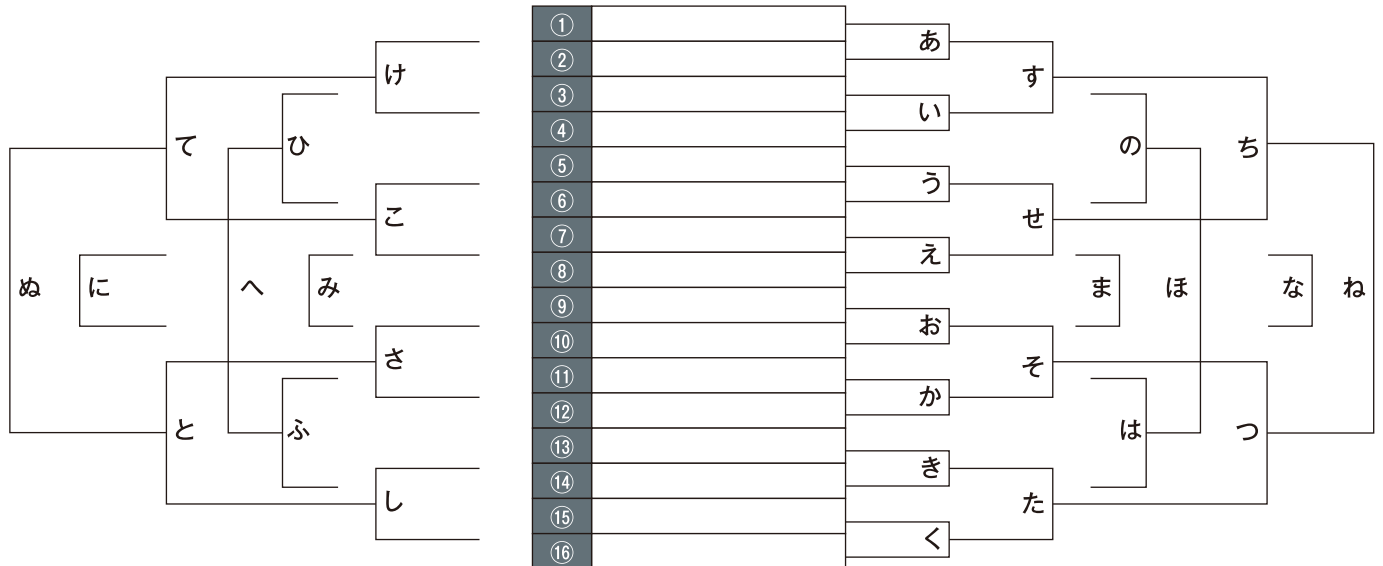 け
て
ひ
こ
ぬ
に
へ
み
さ
と
ふ
し
①
②
③
④
⑤
⑥
⑦
⑧
⑨
⑩
⑪
⑫
⑬
⑭
⑮
⑯
あ
い
う
え
お
か
き
く
す
せ
そ
た
の
ま
ほ
は
ち
つ
な
ね